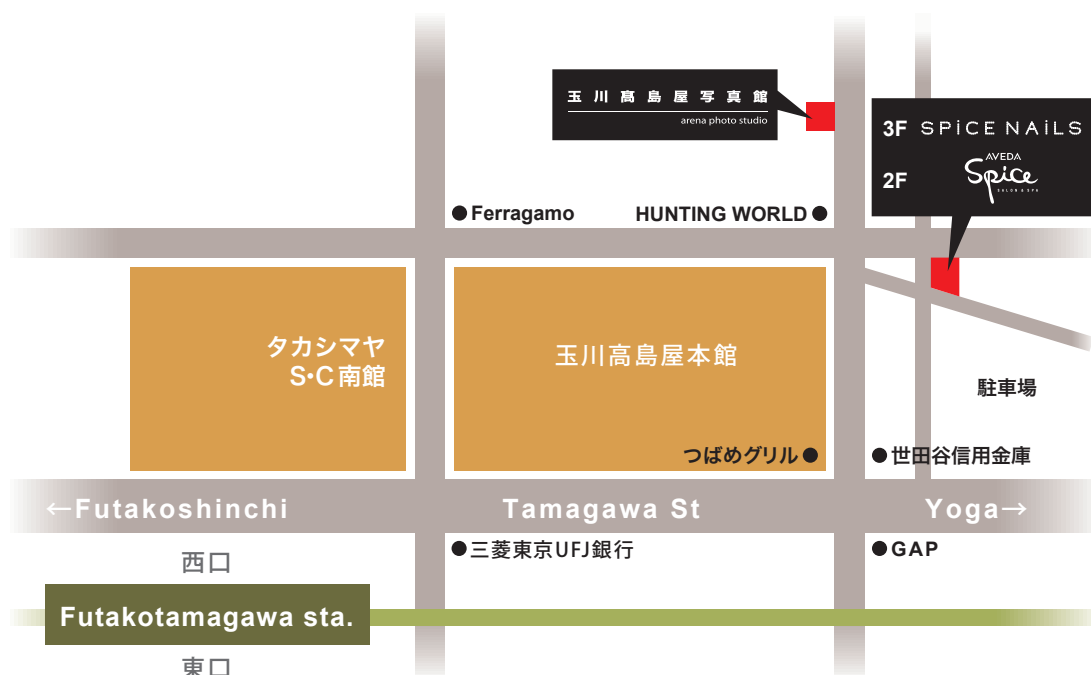 玉川髙島屋写真館
arena photo studio
3F SPiCE NAiLS
2F AVEDA
Spice
SALON & SPA
Ferragamo
HUNTING WORLD
タカシマヤ
S・C 南館
玉川高島屋本館
駐車場
つばめグリル
世田谷信用金庫
←Futakoshinchi
Tamagawa St
Yoga→
三菱東京UFJ銀行
GAP
西口
Futakotamagawa sta.
東口